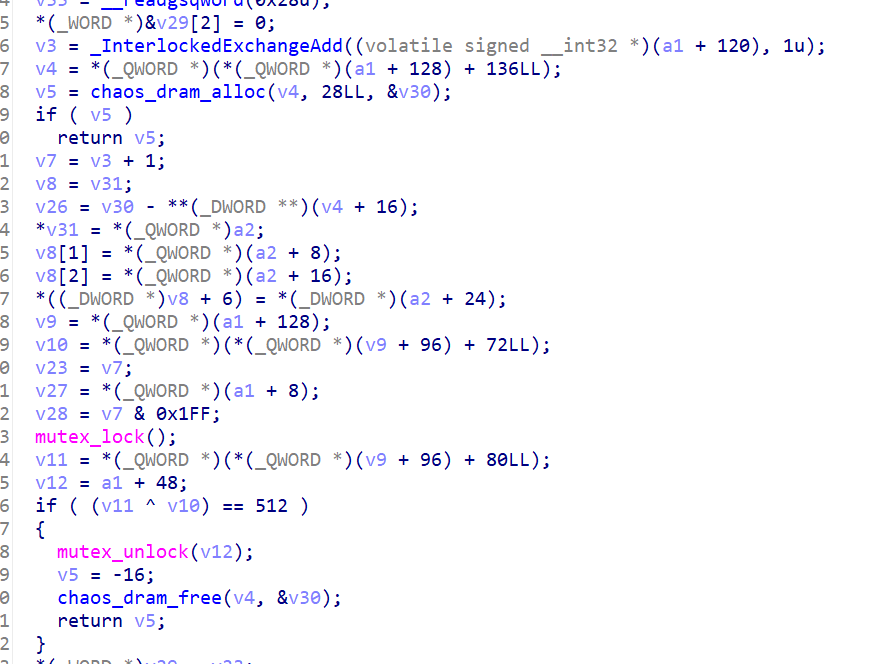 5 *(_WORD *)&v29[2] = 0;
6 v3 = _InterlockedExchangeAdd((volatile signed __int32 *)(a1 + 120), 1u);
7 v4 = *(_QWORD *)(*(_QWORD *)(a1 + 128) + 136LL);
8 v5 = chaos_dram_alloc(v4, 28LL, &v30);
9 if ( v5 )
0 return v5;
1 v7 = v3 + 1;
2 v8 = v31;
3 v26 = v30 - **(_DWORD **)(v4 + 16);
4 *v31 = *(_QWORD *)a2;
5 v8[1] = *(_QWORD *)(a2 + 8);
6 v8[2] = *(_QWORD *)(a2 + 16);
7 *((_DWORD *)v8 + 6) = *(_DWORD *)(a2 + 24);
8 v9 = *(_QWORD *)(a1 + 128);
9 v10 = *(_QWORD *)(*(_QWORD *)(v9 + 96) + 72LL);
0 v23 = v7;
1 v27 = *(_QWORD *)(a1 + 8);
2 v28 = v7 & 0x1FF;
3 mutex_lock();
4 v11 = *(_QWORD *)(*(_QWORD *)(v9 + 96) + 80LL);
5 v12 = a1 + 48;
6 if ( (v11 ^ v10) == 512 )
7 {
8 mutex_unlock(v12);
9 v5 = -16;
0 chaos_dram_free(v4, &v30);
1 return v5;
2 }